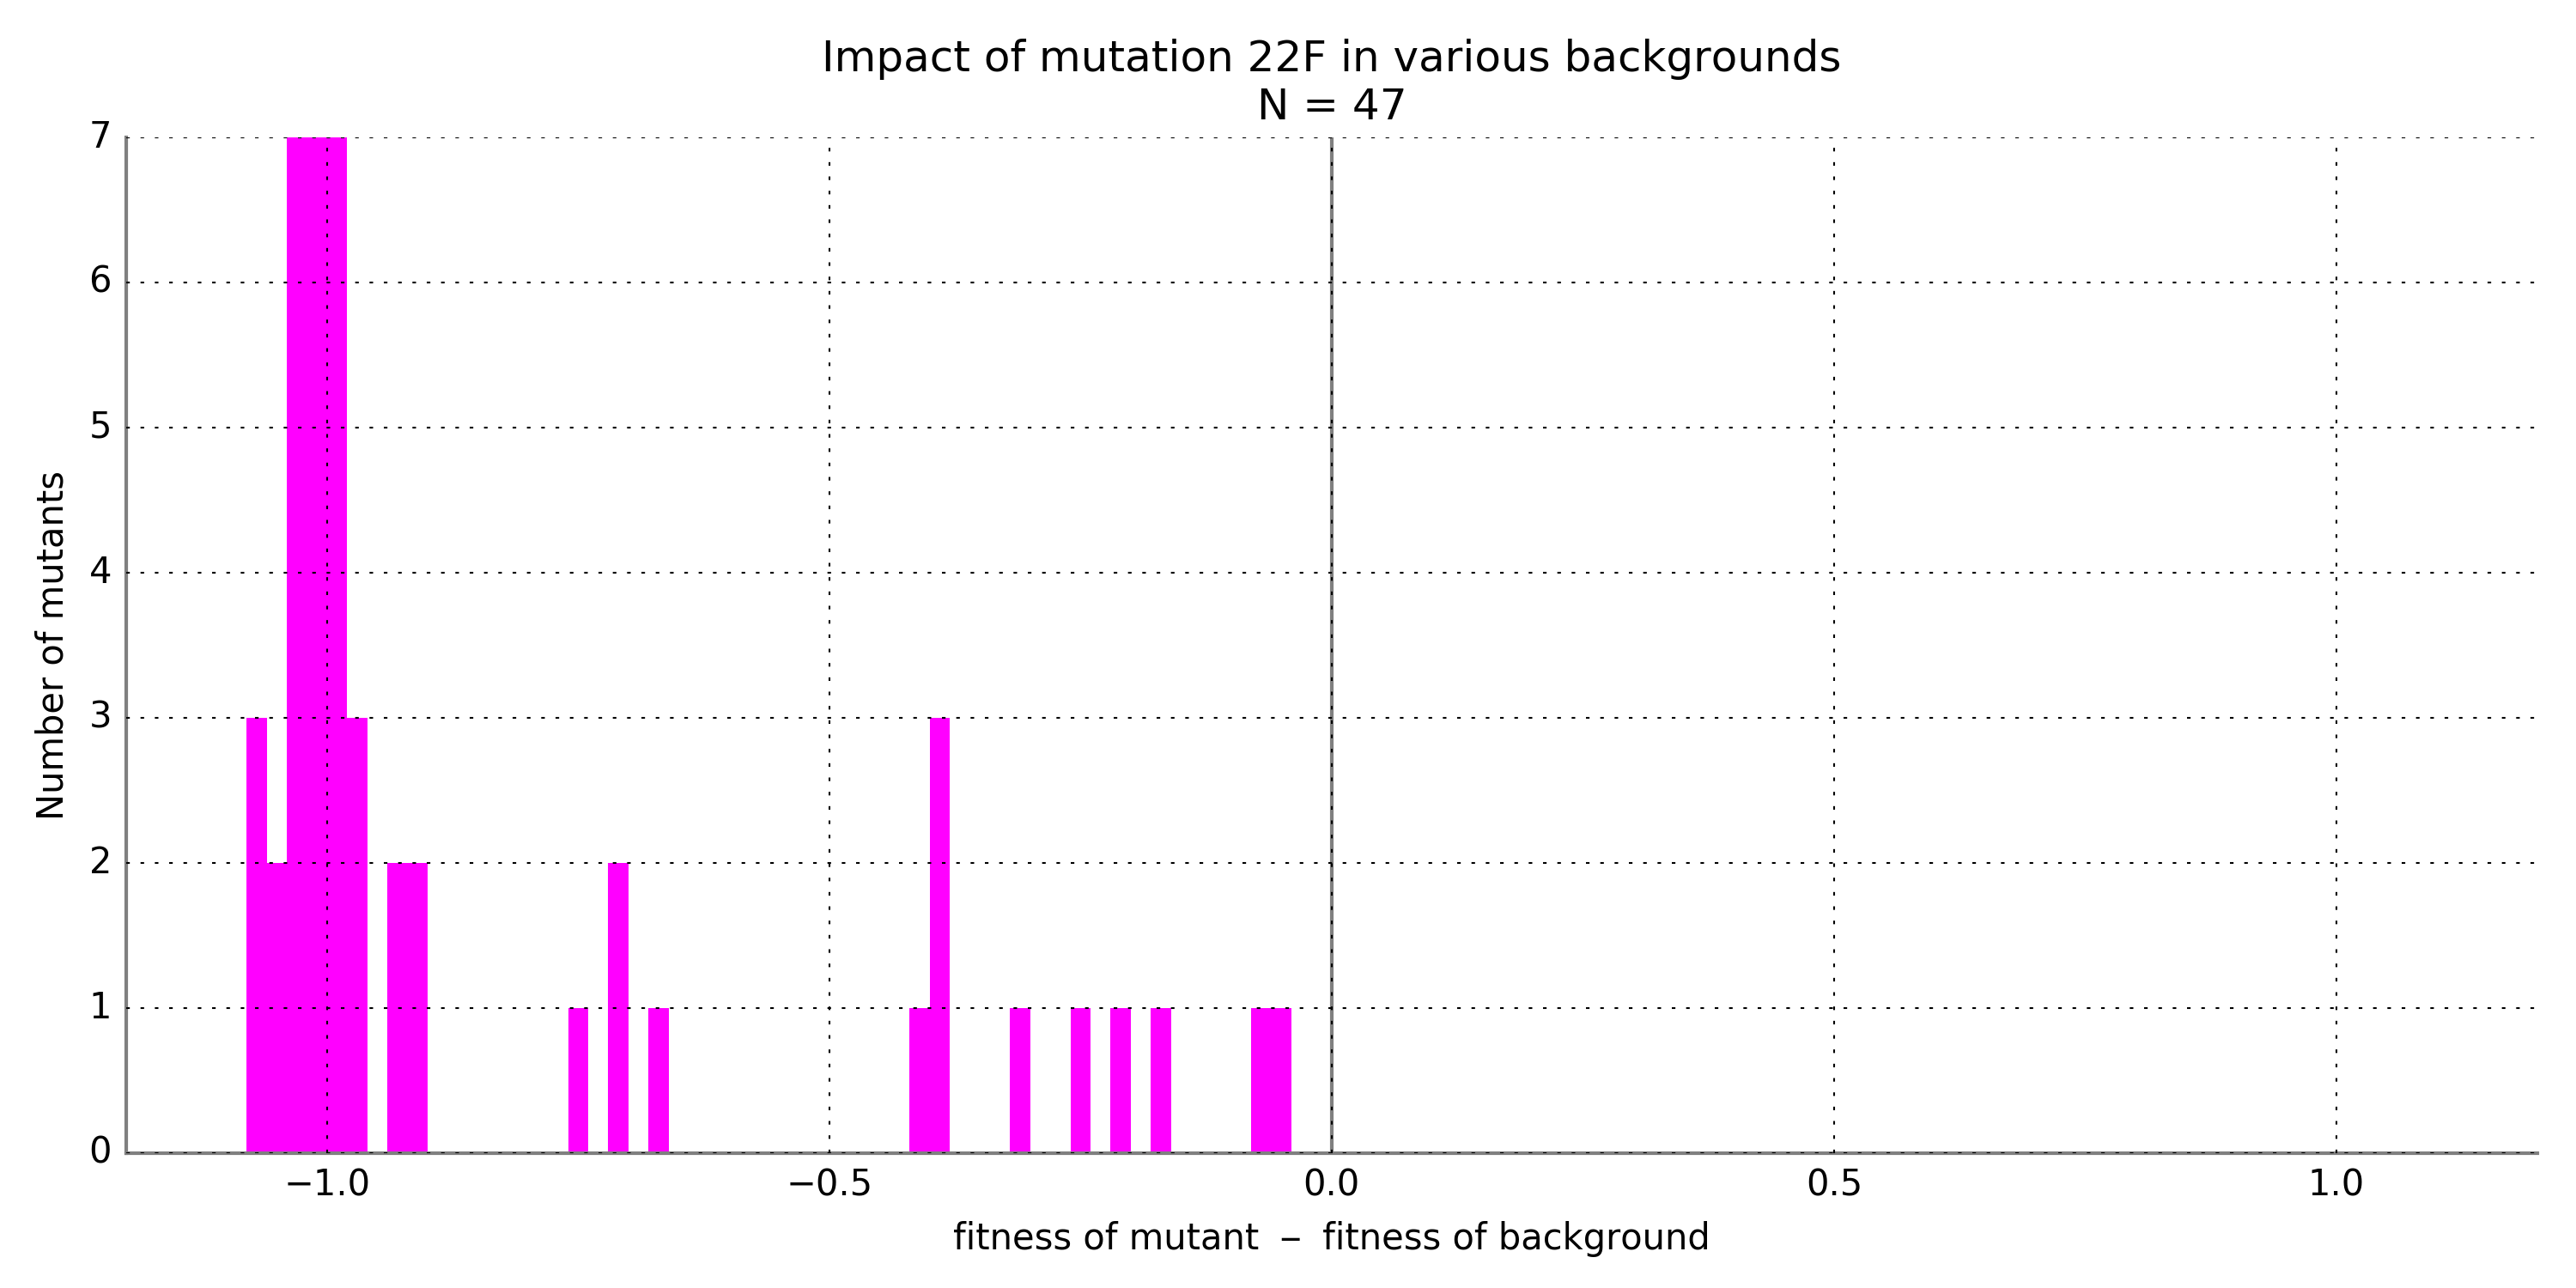 Impact of mutation 22F in various backgrounds
N = 47
7
6
5
4
3
2
1
0
Number of mutants
−1.0 −0.5 0.0 0.5 1.0
fitness of mutant – fitness of background